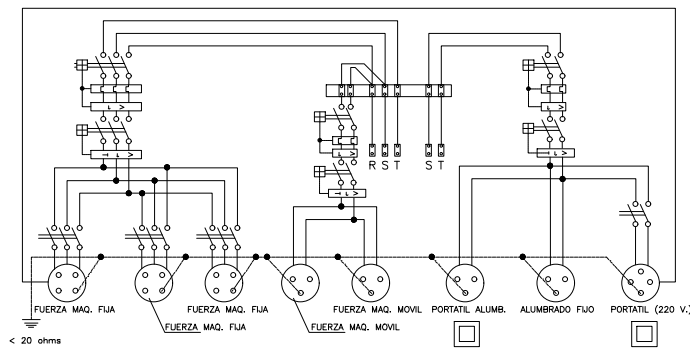 R S T
S T
FUERZA MAQ. FIJA
FUERZA MAQ. FIJA
FUERZA MAQ. MOVIL
PORTATIL ALUMB.
ALUMBRADO FIJO
PORTATIL (220 V.)
FUERZA MAQ. FIJA
FUERZA MAQ. MOVIL
< 20 ohms